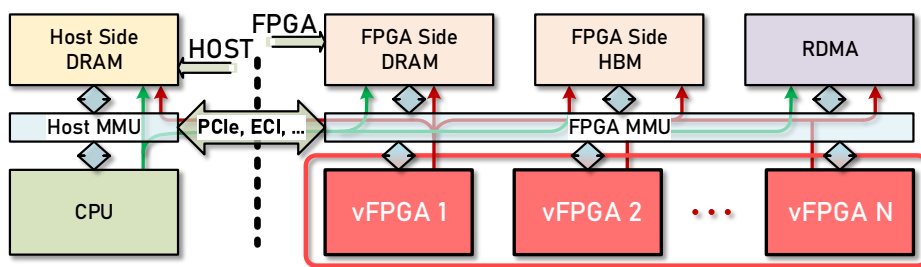 Host Side
DRAM
HOST
FPGA
FPGA Side
DRAM
FPGA Side
HBM
RDMA
Host MMU
PCIe, ECI, ...
FPGA MMU
CPU
vFPGA 1
vFPGA 2
• • •
vFPGA N